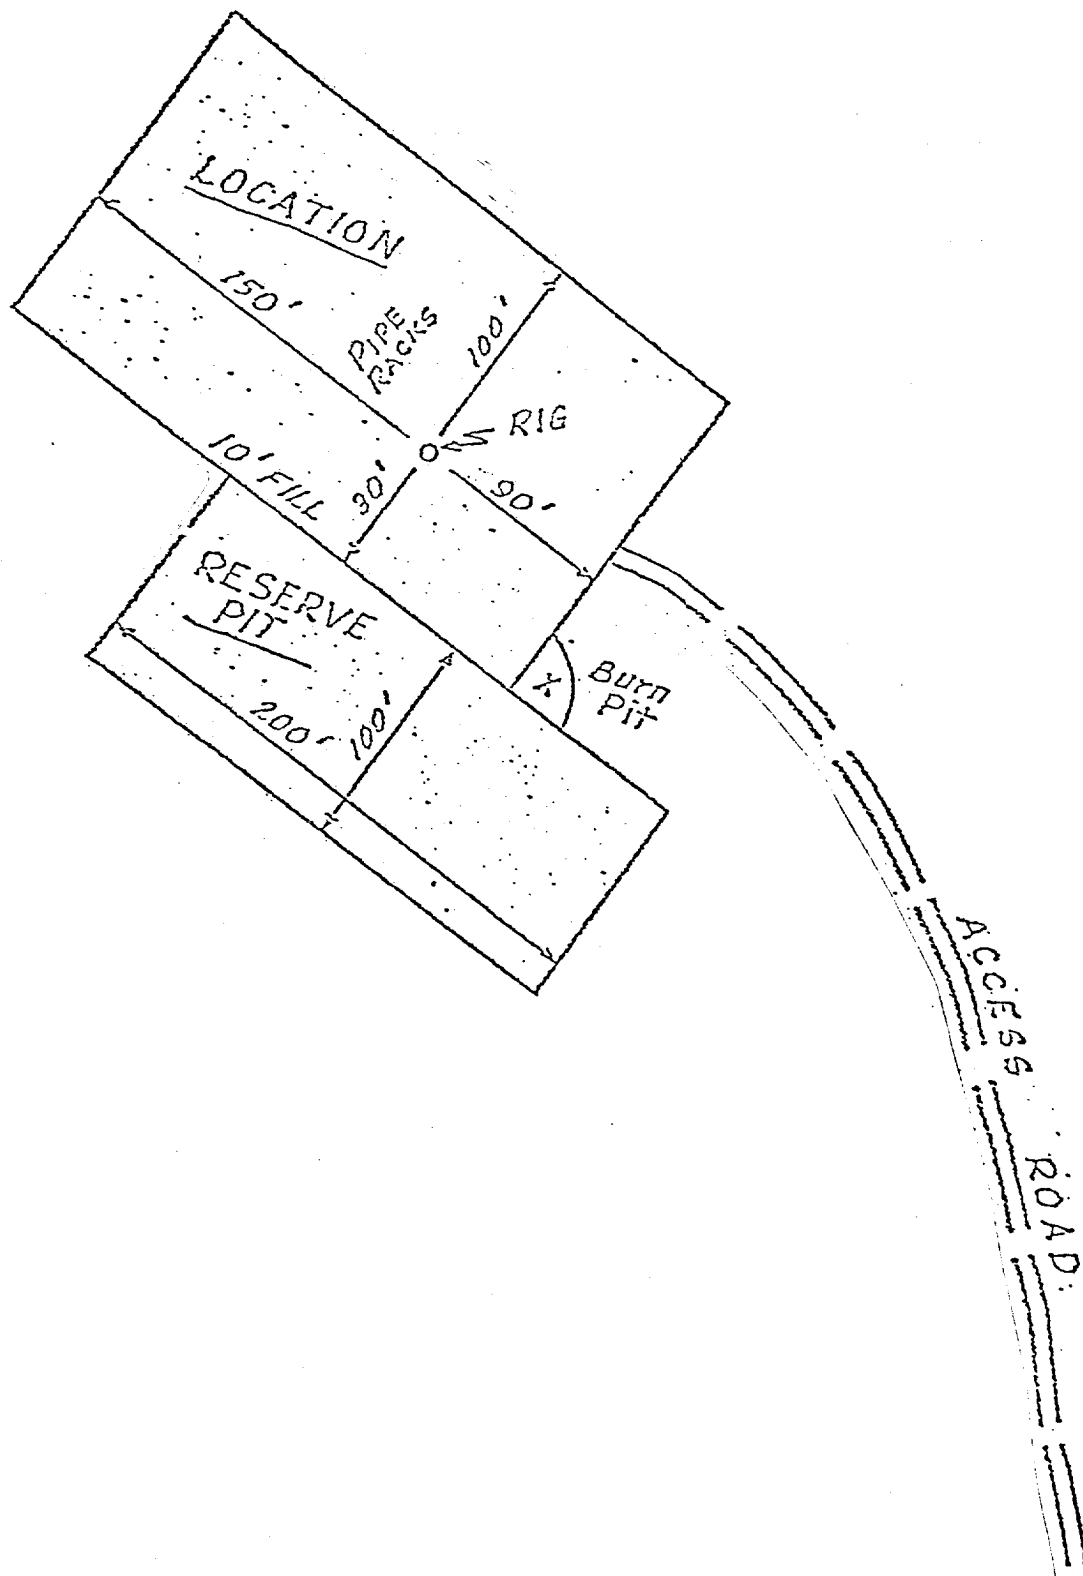 LOCATION
150'
PIPE
RACKS
100'
RIG
10' FILL
30'
90'
RESERVE
PIT
200'
100'
X
Burn
Pit
ACCESS ROAD